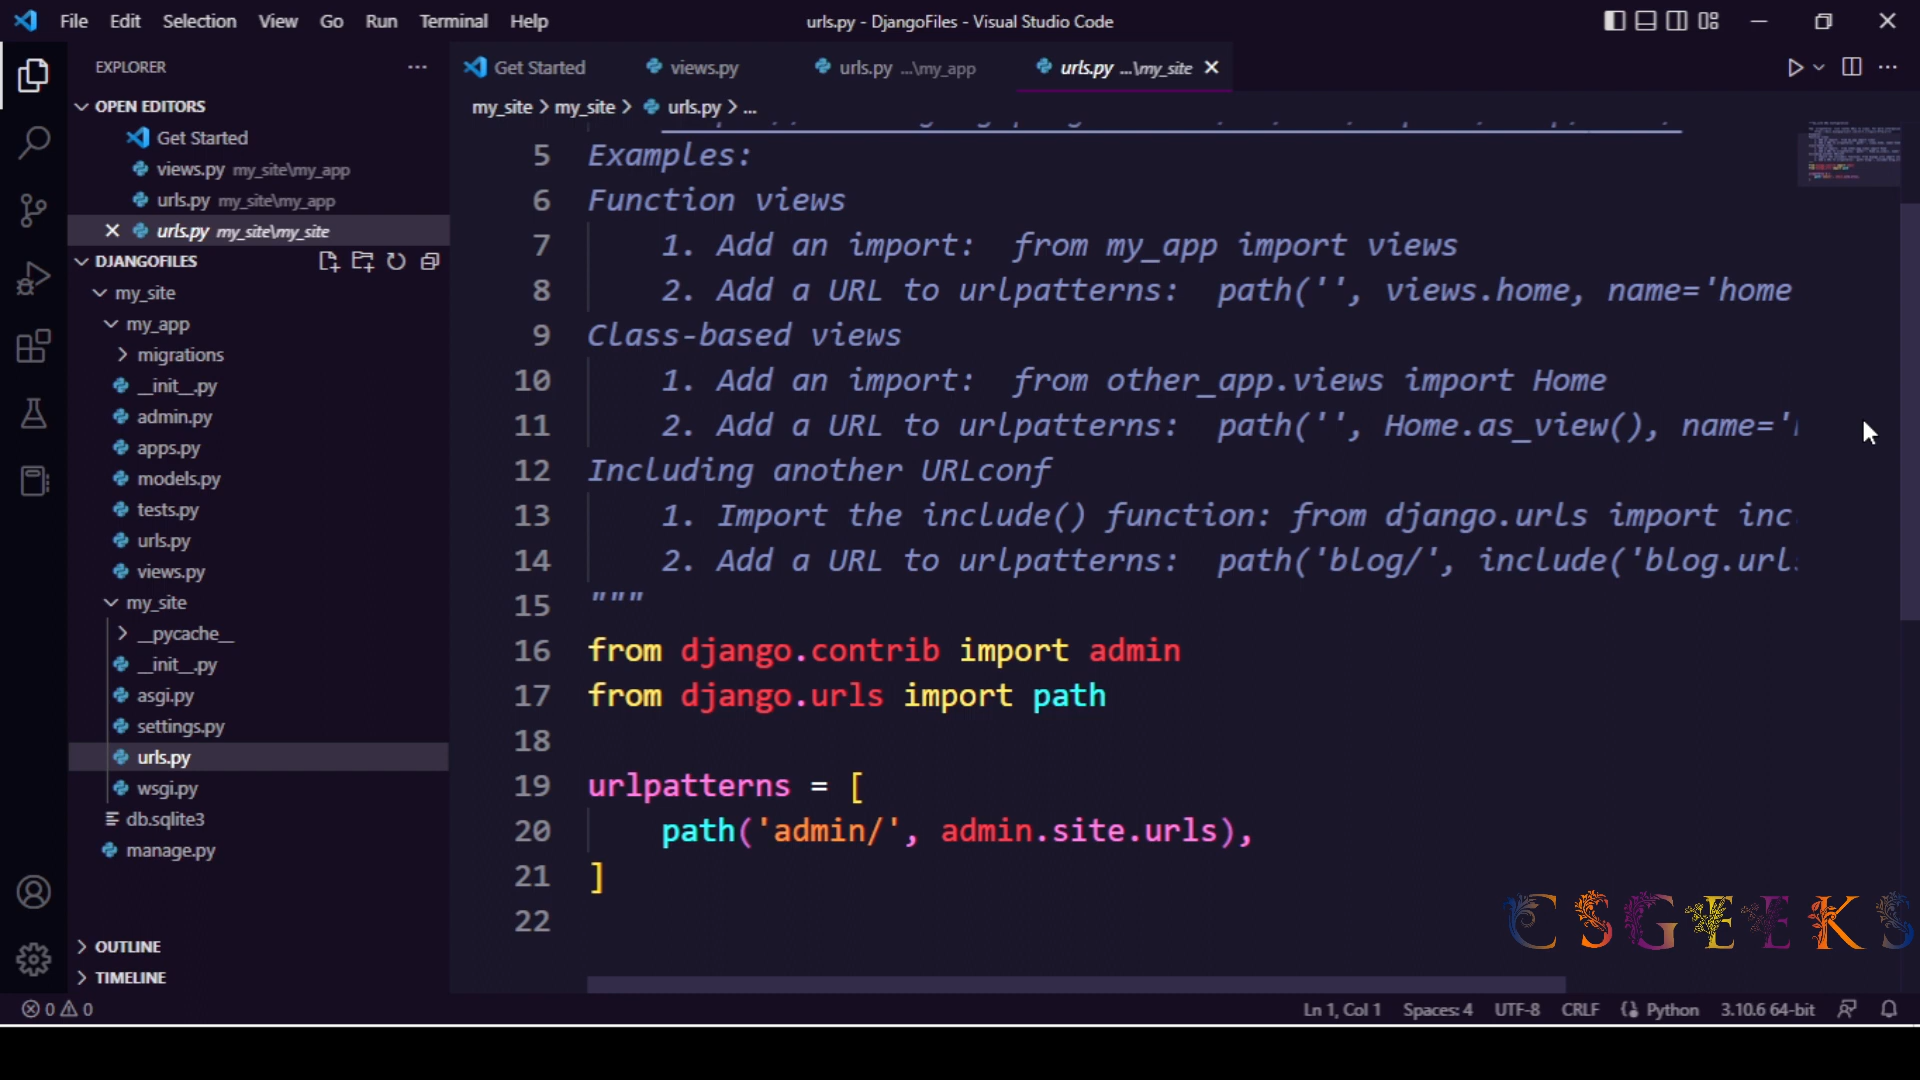 File Edit Selection View Go Run Terminal Help
urls.py - DjangoFiles - Visual Studio Code
EXPLORER
OPEN EDITORS
Get Started
views.py my_site\my_app
urls.py my_site\my_app
urls.py my_site\my_site
DJANGOFILES
my_site
my_app
migrations
__init__.py
admin.py
apps.py
models.py
tests.py
urls.py
views.py
my_site
__pycache__
__init__.py
asgi.py
settings.py
urls.py
wsgi.py
db.sqlite3
manage.py
OUTLINE
TIMELINE
Get Started
views.py
urls.py ...\my_app
urls.py ...\my_site
my_site > my_site > urls.py > ...
5 Examples:
6 Function views
7 1. Add an import: from my_app import views
8 2. Add a URL to urlpatterns: path('', views.home, name='home
9 Class-based views
10 1. Add an import: from other_app.views import Home
11 2. Add a URL to urlpatterns: path('', Home.as_view(), name='
12 Including another URLconf
13 1. Import the include() function: from django.urls import inc
14 2. Add a URL to urlpatterns: path('blog/', include('blog.url
15 """
16 from django.contrib import admin
17 from django.urls import path
18
19 urlpatterns = [
20 path('admin/', admin.site.urls),
21 ]
22
CSGEEKS
0 0
Ln 1, Col 1 Spaces: 4 UTF-8 CRLF Python 3.10.6 64-bit